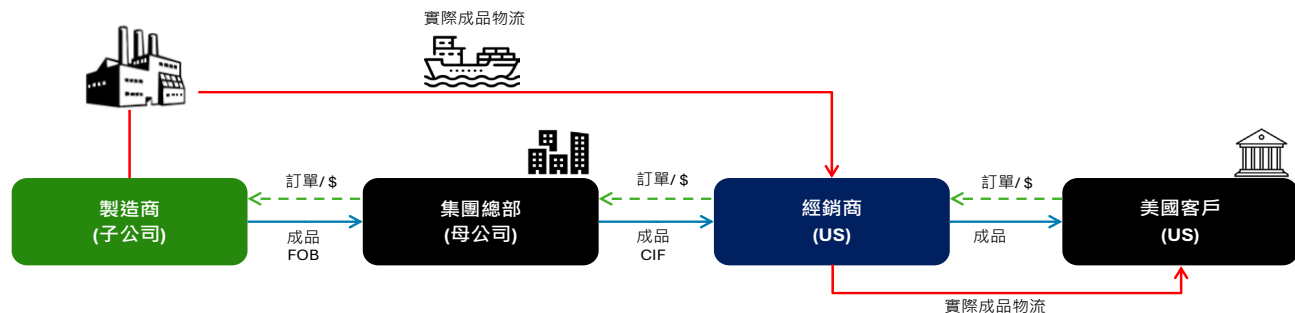 實際成品物流
訂單/ $
訂單/ $
訂單/ $
製造商
(子公司)
集團總部
(母公司)
經銷商
(US)
美國客戶
(US)
成品
FOB
成品
CIF
成品
實際成品物流